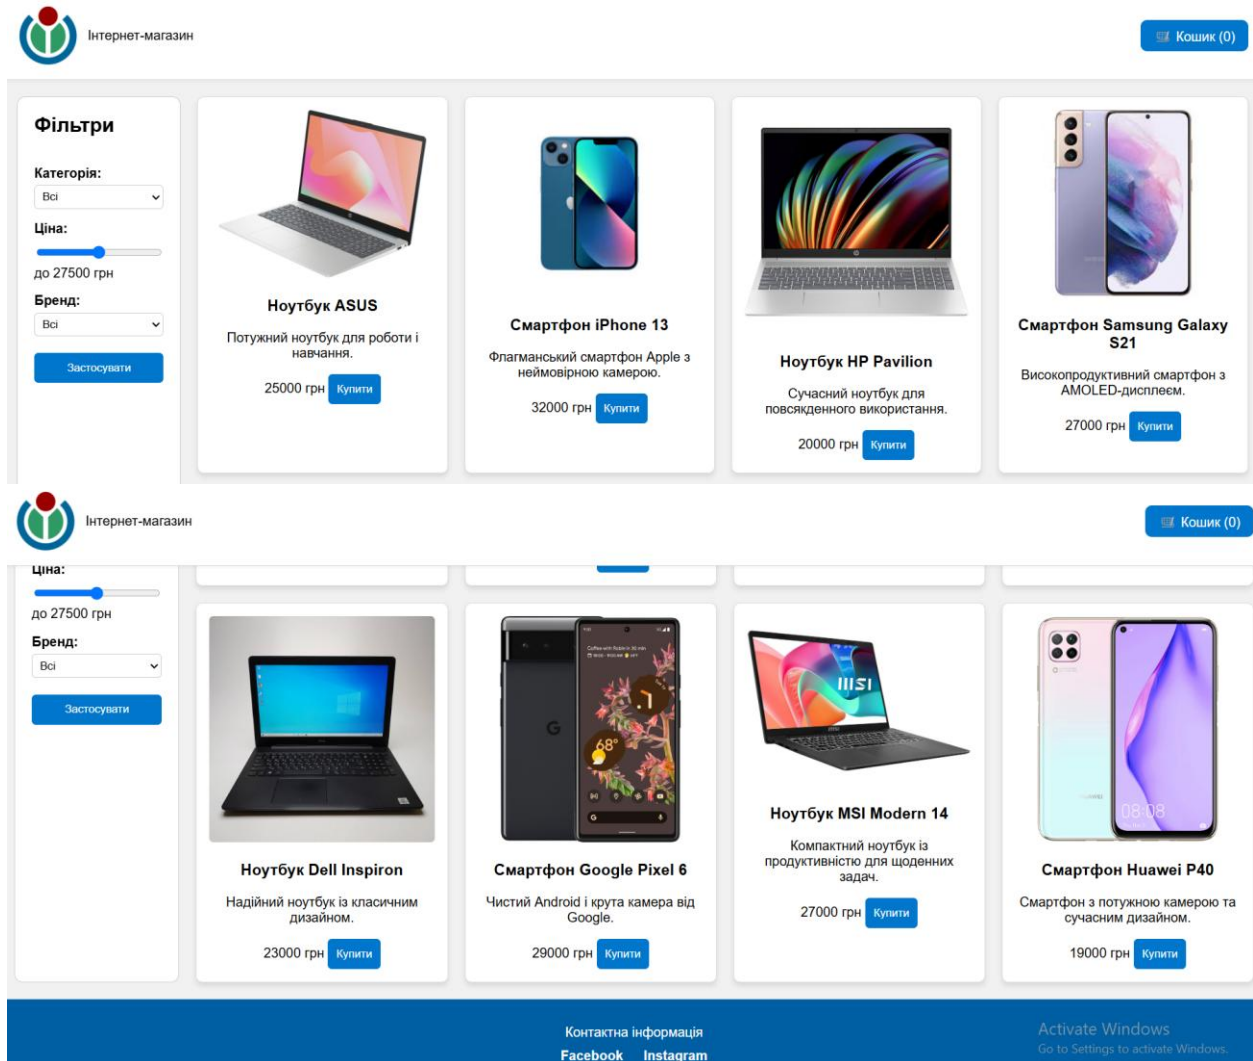 Інтернет-магазин
Кошик (0)
Фільтри
Категорія:
Всі
Ціна:
до 27500 грн
Бренд:
Всі
Застосувати
Ноутбук ASUS
Потужний ноутбук для роботи і
навчання.
25000 грн Купити
Смартфон iPhone 13
Флагманський смартфон Apple з
неймовірною камерою.
32000 грн Купити
Ноутбук HP Pavilion
Сучасний ноутбук для
повсякденного використання.
20000 грн Купити
Смартфон Samsung Galaxy
S21
Високопродуктивний смартфон з
AMOLED-дисплеєм.
27000 грн Купити
Інтернет-магазин
Кошик (0)
Ціна:
до 27500 грн
Бренд:
Всі
Застосувати
Ноутбук Dell Inspiron
Надійний ноутбук із класичним
дизайном.
23000 грн Купити
68°
G
Смартфон Google Pixel 6
Чистий Android і крута камера від
Google.
29000 грн Купити
msi
Ноутбук MSI Modern 14
Компактний ноутбук із
продуктивністю для щоденних
задач.
27000 грн Купити
08:08
Смартфон Huawei P40
Смартфон з потужною камерою та
сучасним дизайном.
19000 грн Купити
Контактна інформація
Facebook Instagram
Activate Windows
Go to Settings to activate Windows.